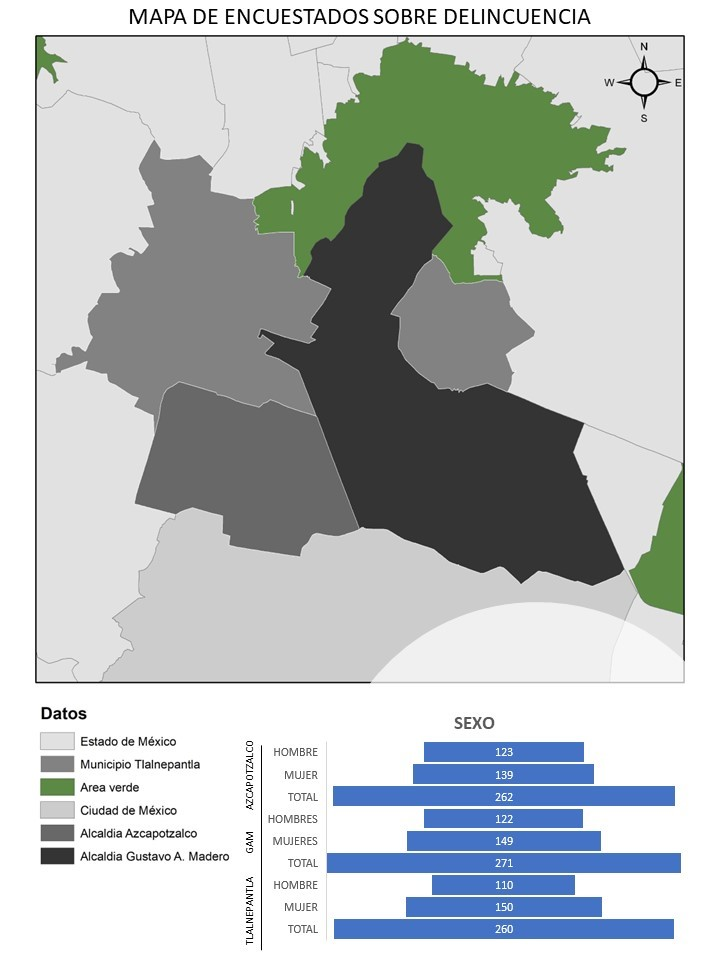 MAPA DE ENCUESTADOS SOBRE DELINCUENCIA
N
W E
S
Datos
Estado de México
Municipio Tlalnepantla
Area verde
Ciudad de México
Alcaldia Azcapotzalco
Alcaldia Gustavo A. Madero
SEXO
AZCAPOTZALCO
HOMBRE 123
MUJER 139
TOTAL 262
GAM
HOMBRES 122
MUJERES 149
TOTAL 271
TLALNEPANTLA
HOMBRE 110
MUJER 150
TOTAL 260